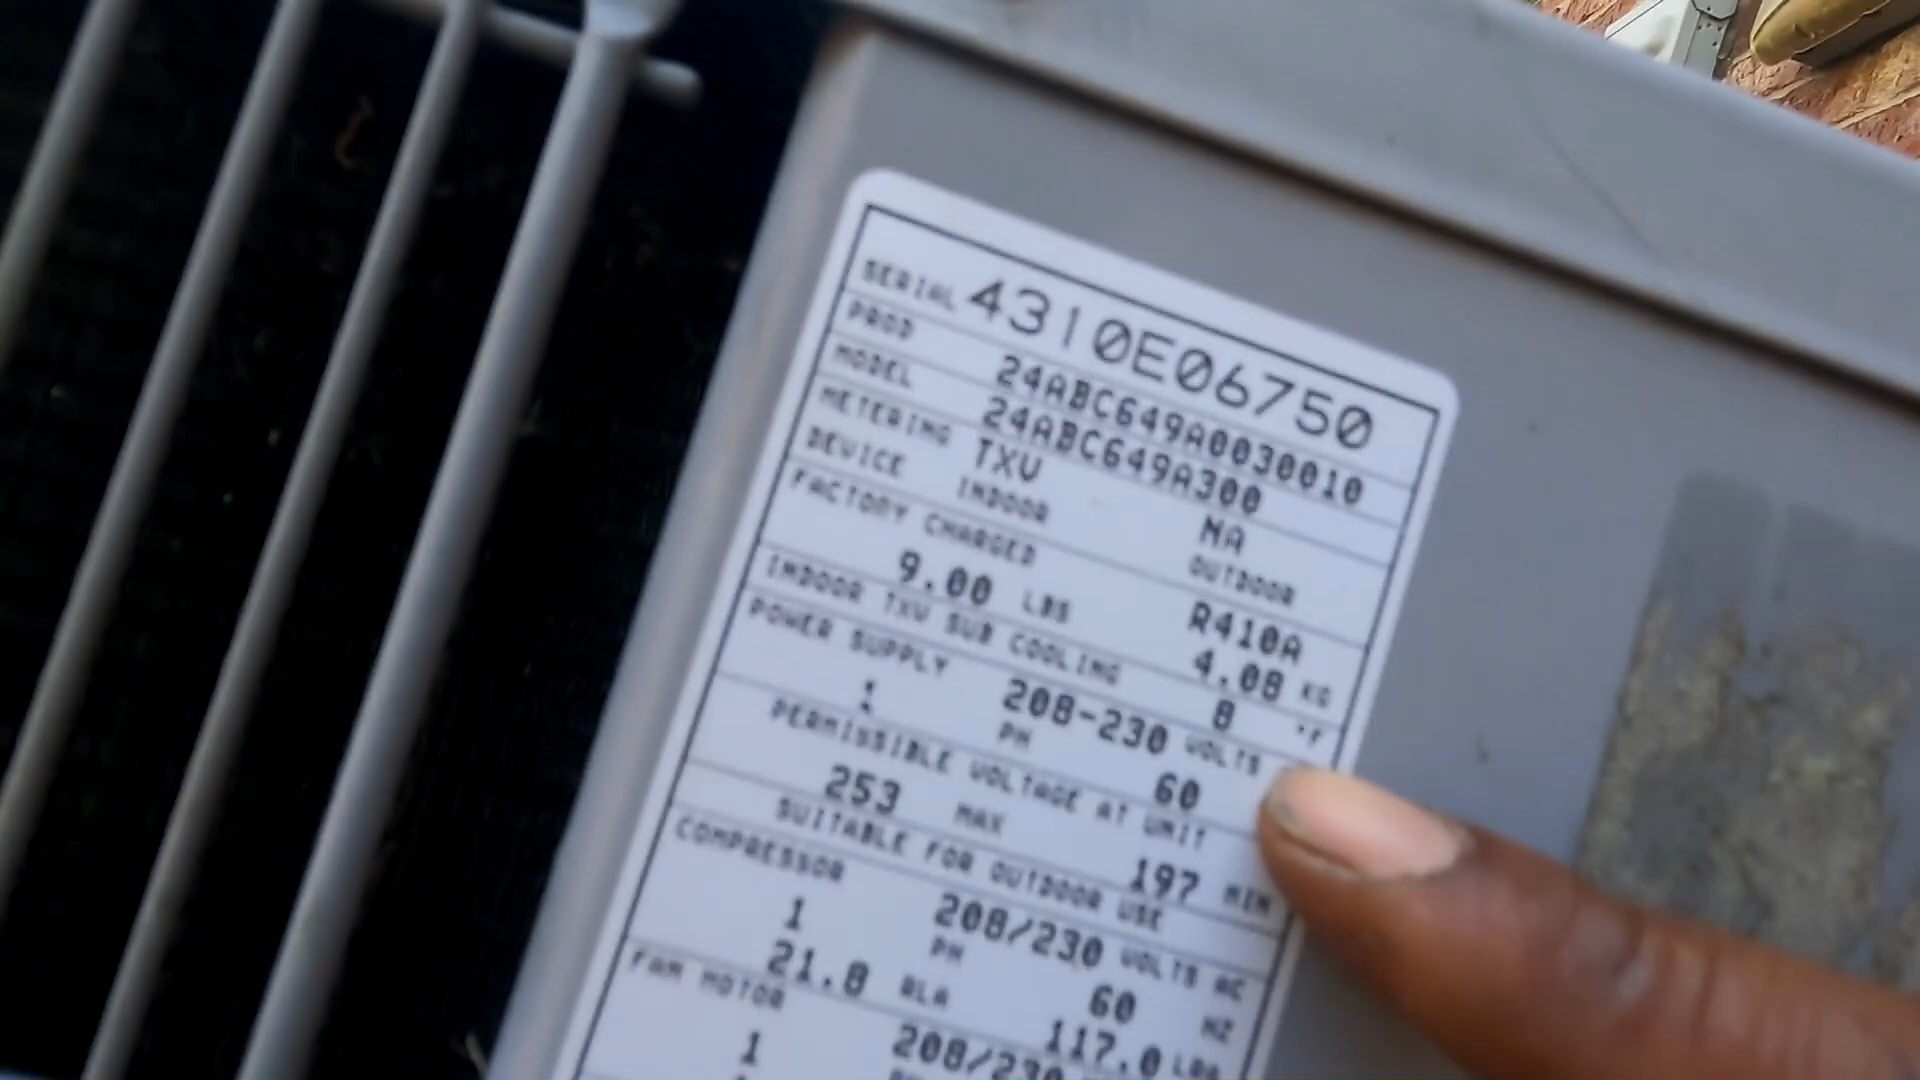 SERIAL 4310E06750
PROD 24ABC649A0030010
MODEL 24ABC649A300
METERING TXV NA
DEVICE INDOOR OUTDOOR
FACTORY CHARGED R410A
9.00 LBS 4.08 KG
INDOOR TXV SUB COOLING 8 °F
POWER SUPPLY 208-230 VOLTS
1 PH 60
PERMISSIBLE VOLTAGE AT UNIT
253 MAX 197 MIN
SUITABLE FOR OUTDOOR USE
COMPRESSOR 208/230 VOLTS AC
1 PH 60 HZ
21.8 RLA 117.0 LRA
FAN MOTOR 208/230
1